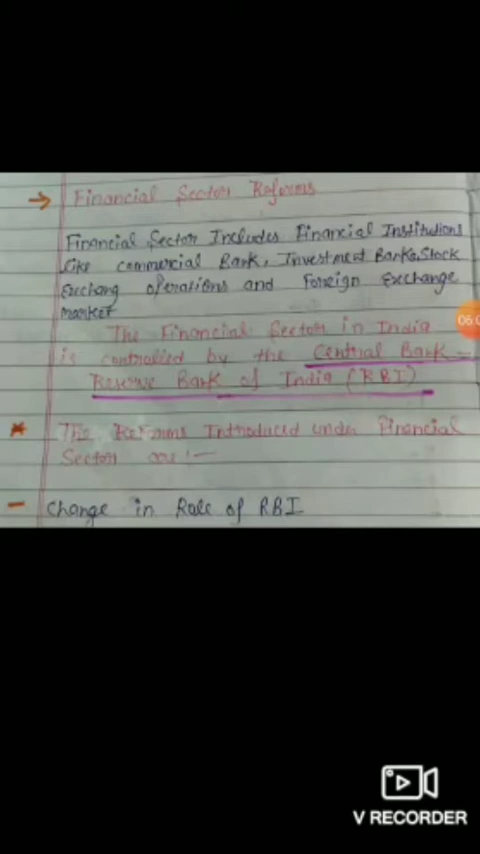 → Financial Sector Reforms
Financial Sector Includes Financial Institutions
Like commercial Bank, Investment Banks, Stock
Exchang operations and Foreign Exchange
market
The Financial Sector in India
is controlled by the Central Bank -
Reserve Bank of India (RBI)
* The Reforms Introduced under Financial
Sector are:-
- Change in Role of RBI
06:0
V RECORDER